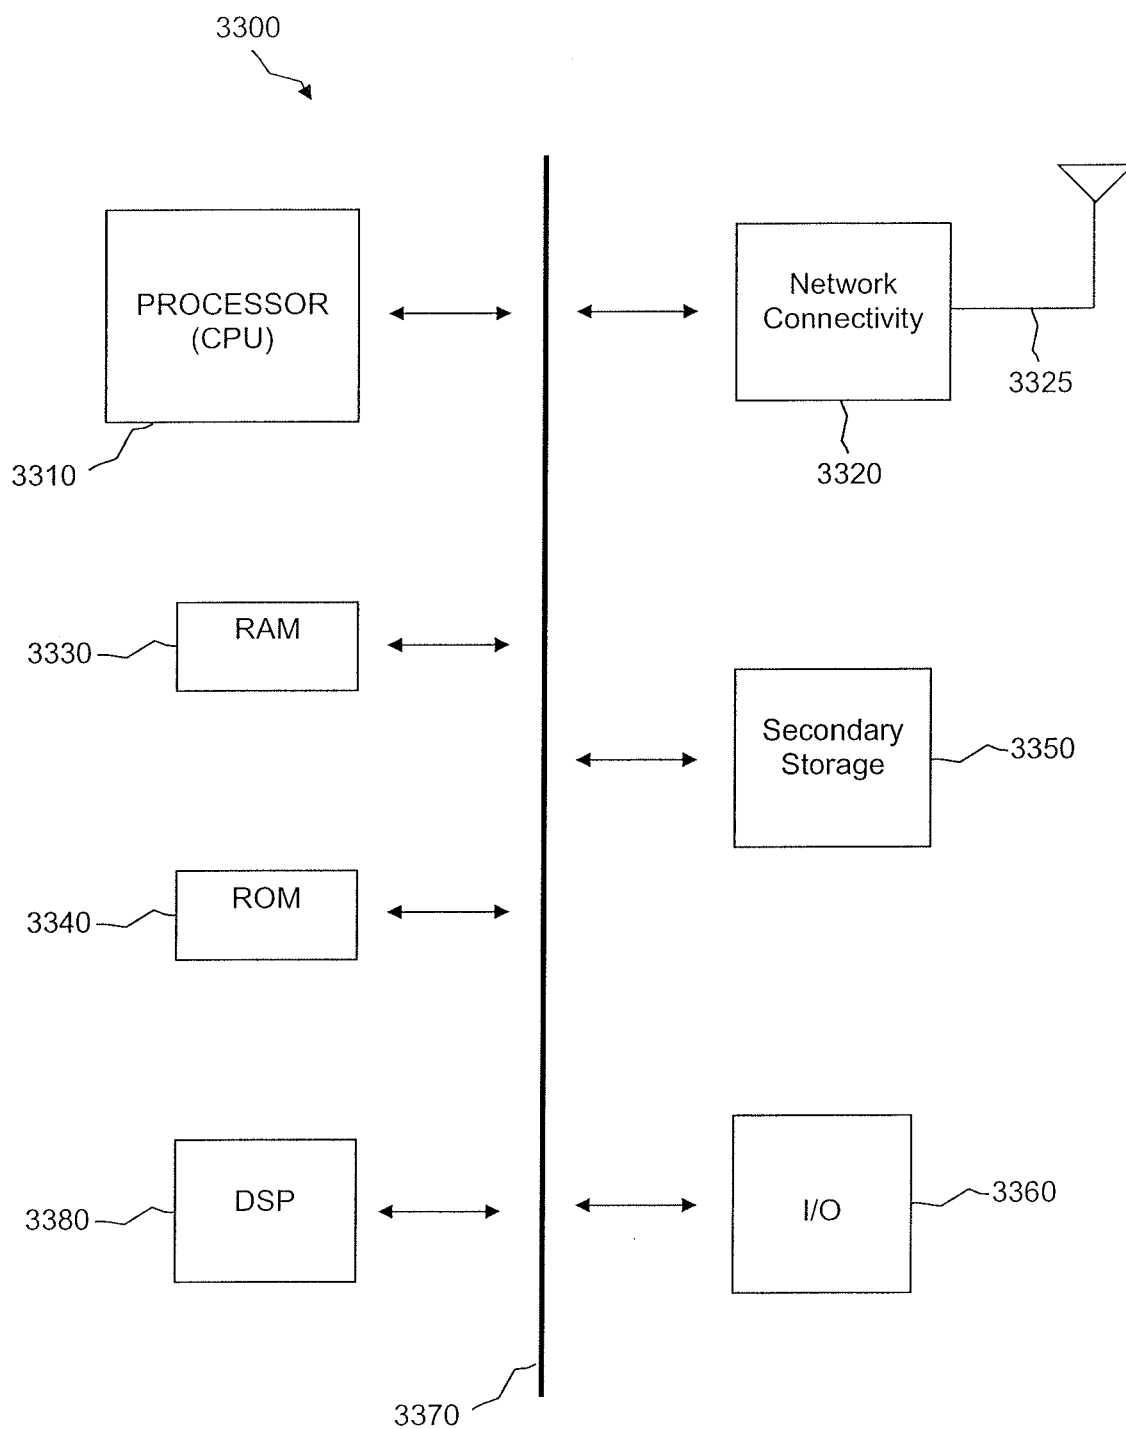 3300
PROCESSOR
(CPU)
3310
Network
Connectivity
3325
3320
RAM
3330
Secondary
Storage
3350
ROM
3340
DSP
3380
I/O
3360
3370